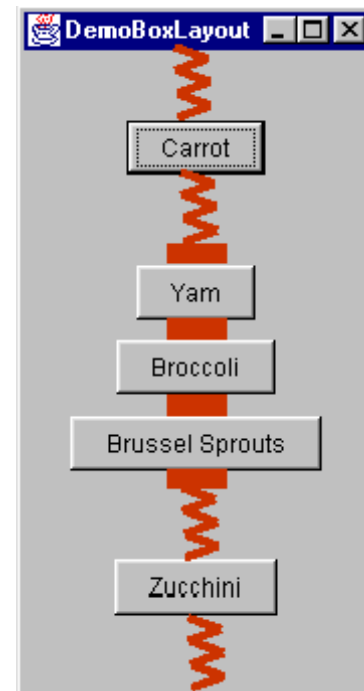 DemoBoxLayout
Carrot
Yam
Broccoli
Brussel Sprouts
Zucchini